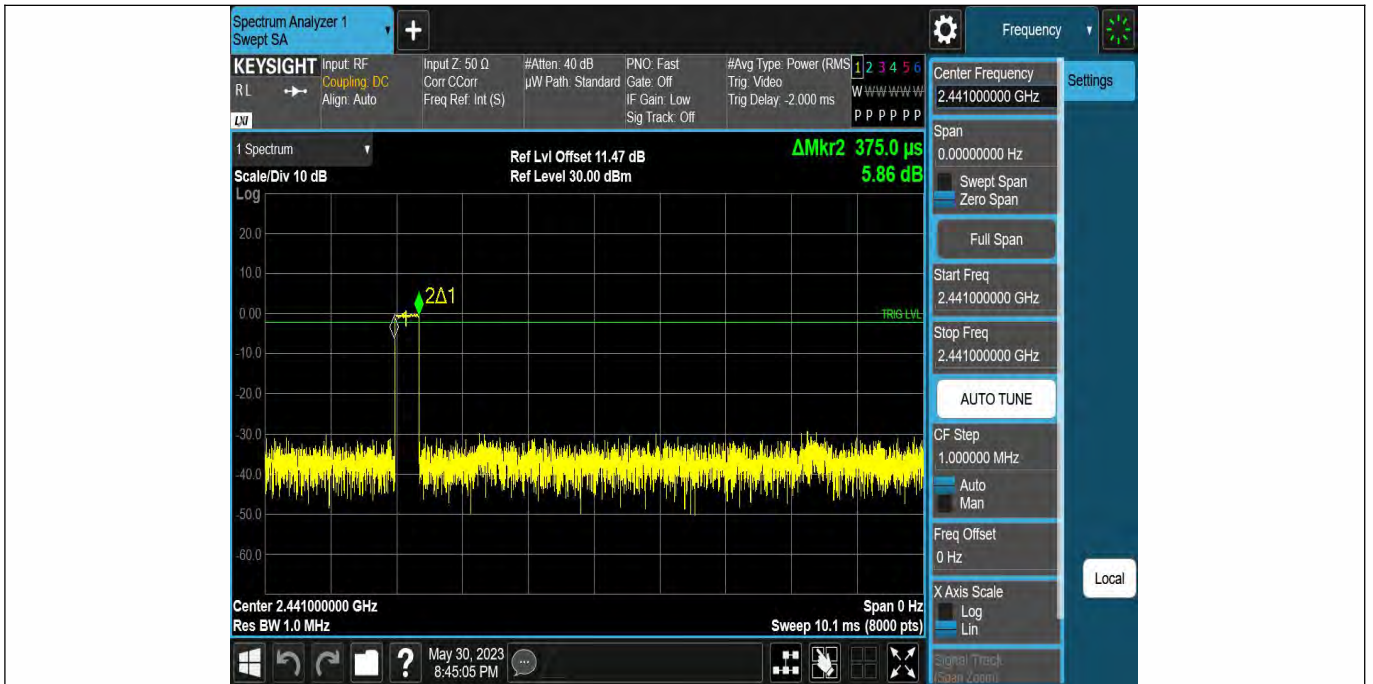 Spectrum Analyzer 1
Swept SA
+
Frequency
KEYSIGHT
RL
LXI
Input: RF
Coupling: DC
Align: Auto
Input Z: 50 Ω
Corr CCorr
Freq Ref: Int (S)
#Atten: 40 dB
µW Path: Standard
PNO: Fast
Gate: Off
IF Gain: Low
Sig Track: Off
#Avg Type: Power (RMS
Trig: Video
Trig Delay: -2.000 ms
1 2 3 4 5 6
W W W W W W
P P P P P P
Center Frequency
2.441000000 GHz
Settings
1 Spectrum
Scale/Div 10 dB
Log
Ref Lvl Offset 11.47 dB
Ref Level 30.00 dBm
ΔMkr2 375.0 µs
5.86 dB
20.0
10.0
0.00
-10.0
-20.0
-30.0
-40.0
-50.0
-60.0
2Δ1
TRIG LVL
Center 2.441000000 GHz
Res BW 1.0 MHz
Span 0 Hz
Sweep 10.1 ms (8000 pts)
Span
0.00000000 Hz
Swept Span
Zero Span
Full Span
Start Freq
2.441000000 GHz
Stop Freq
2.441000000 GHz
AUTO TUNE
CF Step
1.000000 MHz
Auto
Man
Freq Offset
0 Hz
X Axis Scale
Log
Lin
Signal Track
(Span Zoom)
Local
?
May 30, 2023
8:45:05 PM